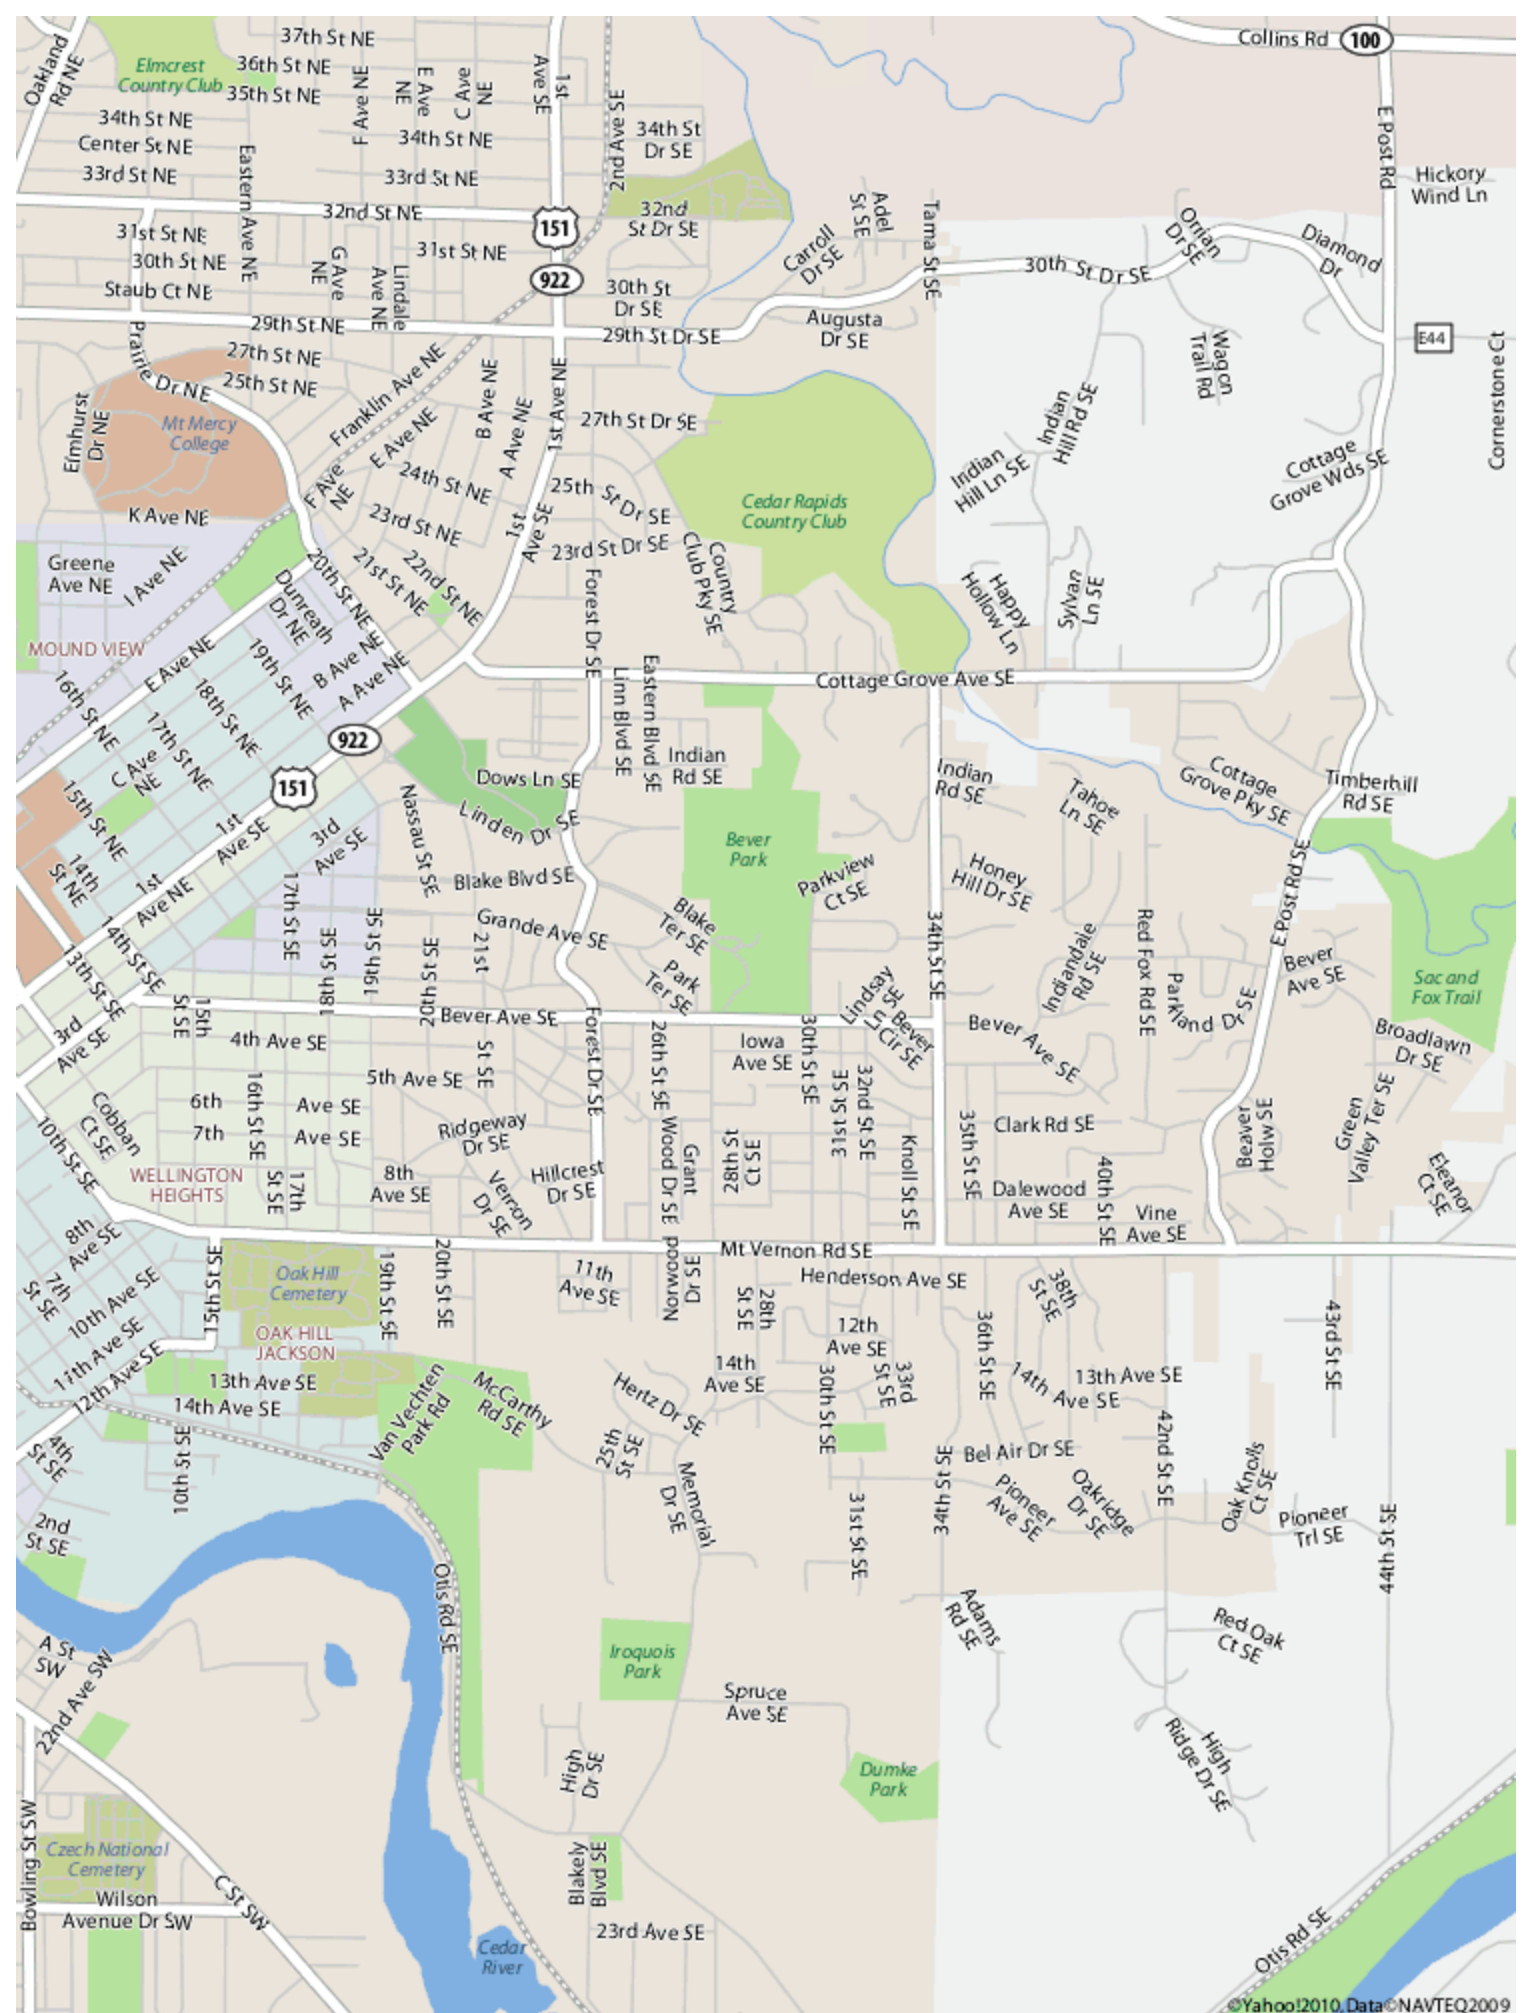 37th St NE
36th St NE
35th St NE
Elmcrest
Country Club
Oakland
Rd NE
F Ave NE
NE
E Ave
C Ave
NE
1st
Ave SE
2nd Ave SE
Collins Rd
100
34th St NE
Center St NE
33rd St NE
34th St NE
33rd St NE
34th St
Dr SE
E Post Rd
Hickory
Wind Ln
Eastern Ave NE
32nd St NE
151
32nd
St Dr SE
Adel
St SE
Carroll
Dr SE
Tama St SE
Orrian
Dr SE
Diamond
Dr
31st St NE
30th St NE
Staub Ct NE
G Ave
NE
Lindale
Ave NE
31st St NE
922
30th St
Dr SE
30th St Dr SE
29th St NE
29th St Dr SE
Augusta
Dr SE
E44
Cornerstone Ct
Prairie Dr NE
27th St NE
25th St NE
Franklin Ave NE
B Ave NE
A Ave NE
1st Ave NE
27th St Dr SE
Wagon
Trail Rd
Indian
Hill Rd SE
Indian
Hill Ln SE
Cottage
Grove Wds SE
Elmhurst
Dr NE
Mt Mercy
College
E Ave NE
F Ave
NE
24th St NE
23rd St NE
1st
Ave SE
25th St Dr SE
23rd St Dr SE
Cedar Rapids
Country Club
K Ave NE
Greene
Ave NE
I Ave NE
20th St NE
21st St NE
22nd St NE
Dunreath
Dr NE
Forest Dr SE
Country
Club Pky SE
Happy
Hollow Ln
Sylvan
Ln SE
MOUND VIEW
E Ave NE
16th St NE
19th St NE
18th St NE
17th St NE
B Ave NE
A Ave NE
922
151
C Ave
NE
15th St NE
14th
St NE
1st
Ave SE
1st
Ave NE
3rd
Ave SE
Cottage Grove Ave SE
Linn Blvd SE
Eastern Blvd SE
Indian
Rd SE
Dows Ln SE
Linden Dr SE
Nassau St SE
Blake Blvd SE
Grande Ave SE
Bever
Park
Parkview
Ct SE
Indian
Rd SE
Tahoe
Ln SE
Cottage
Grove Pky SE
Timberhill
Rd SE
Honey
Hill Dr SE
34th St SE
E Post Rd SE
Blake
Ter SE
Park
Ter SE
Lindsay
Ln SE
Bever
Cir SE
Indiandale
Rd SE
Red Fox Rd SE
Parkland Dr SE
Bever
Ave SE
Sac and
Fox Trail
13th St SE
14th St SE
15th
St SE
17th St SE
18th St SE
19th St SE
20th St SE
21st
St SE
3rd
Ave SE
Bever Ave SE
4th Ave SE
5th Ave SE
Forest Dr SE
26th St SE
Iowa
Ave SE
30th St SE
31st St SE
32nd St SE
Bever Ave SE
Broadlawn
Dr SE
6th
Ave SE
7th
Ave SE
16th St SE
Cobban
Ct SE
10th St SE
WELLINGTON
HEIGHTS
17th
St SE
8th
Ave SE
Ridgeway
Dr SE
Vernon
Dr SE
Hillcrest
Dr SE
Grant
Wood Dr SE
28th St
Ct SE
Knoll St SE
35th St SE
Clark Rd SE
Dalewood
Ave SE
40th St SE
Vine
Ave SE
Beaver
Holw SE
Green
Valley Ter SE
Eleanor
Ct SE
8th
Ave SE
7th
St SE
10th Ave SE
11th Ave SE
12th Ave SE
15th St SE
Oak Hill
Cemetery
19th St SE
20th St SE
Mt Vernon Rd SE
11th
Ave SE
Norwood
Dr SE
Henderson Ave SE
28th
St SE
12th
Ave SE
38th
St SE
36th St SE
43rd St SE
OAK HILL
JACKSON
13th Ave SE
14th Ave SE
Van Vechten
Park Rd
McCarthy
Rd SE
Hertz Dr SE
14th
Ave SE
30th St SE
33rd
St SE
14th Ave SE
13th Ave SE
42nd St SE
4th
St SE
10th St SE
25th
St SE
Memorial
Dr SE
34th St SE
Bel Air Dr SE
Pioneer
Ave SE
Oakridge
Dr SE
Oak Knolls
Ct SE
Pioneer
Trl SE
44th St SE
2nd
St SE
31st St SE
Otis Rd SE
Adams
Rd SE
Red Oak
Ct SE
A St
SW
22nd Ave SW
Iroquois
Park
Spruce
Ave SE
High
Dr SE
Dumke
Park
High
Ridge Dr SE
Bowling St SW
Czech National
Cemetery
Wilson
Avenue Dr SW
C St SW
Blakely
Blvd SE
23rd Ave SE
Cedar
River
Otis Rd SE
©Yahoo!2010, Data©NAVTEQ2009